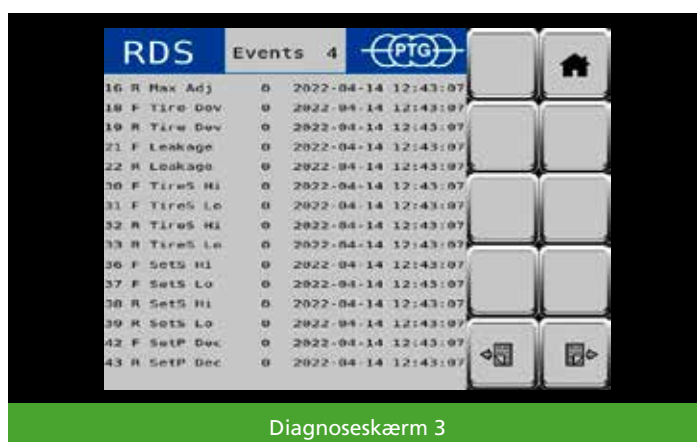 RDS Events 4 PTG
16 R Max Adj 0 2022-04-14 12:43:07
18 F Tire Dev 0 2022-04-14 12:43:07
19 R Tire Dev 0 2022-04-14 12:43:07
21 F Leakage 0 2022-04-14 12:43:07
22 R Leakage 0 2022-04-14 12:43:07
30 F TireS Hi 0 2022-04-14 12:43:07
31 F TireS Lo 0 2022-04-14 12:43:07
32 R TireS Hi 0 2022-04-14 12:43:07
33 R TireS Lo 0 2022-04-14 12:43:07
36 F SetS Hi 0 2022-04-14 12:43:07
37 F SetS Lo 0 2022-04-14 12:43:07
38 R SetS Hi 0 2022-04-14 12:43:07
39 R SetS Lo 0 2022-04-14 12:43:07
42 F SetP Dec 0 2022-04-14 12:43:07
43 R SetP Dec 0 2022-04-14 12:43:07
Diagnoseskærm 3